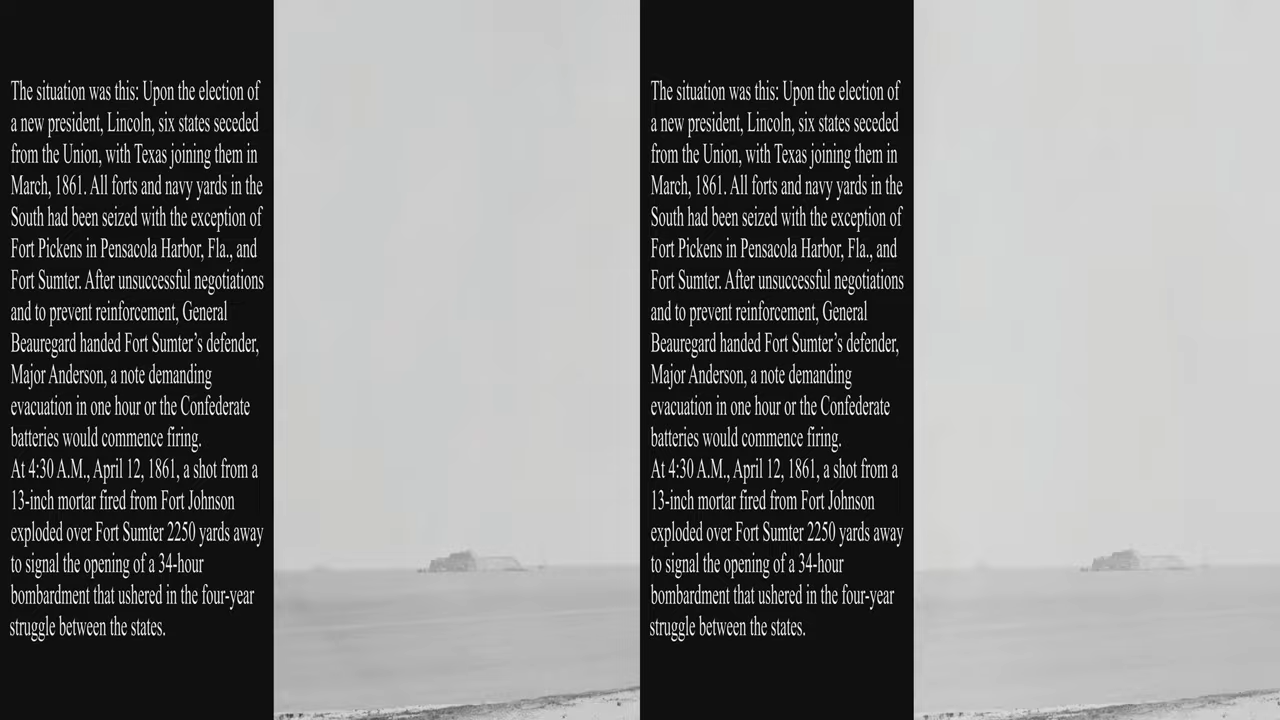 The situation was this: Upon the election of
a new president, Lincoln, six states seceded
from the Union, with Texas joining them in
March, 1861. All forts and navy yards in the
South had been seized with the exception of
Fort Pickens in Pensacola Harbor, Fla., and
Fort Sumter. After unsuccessful negotiations
and to prevent reinforcement, General
Beauregard handed Fort Sumter’s defender,
Major Anderson, a note demanding
evacuation in one hour or the Confederate
batteries would commence firing.
At 4:30 A.M., April 12, 1861, a shot from a
13-inch mortar fired from Fort Johnson
exploded over Fort Sumter 2250 yards away
to signal the opening of a 34-hour
bombardment that ushered in the four-year
struggle between the states.
The situation was this: Upon the election of
a new president, Lincoln, six states seceded
from the Union, with Texas joining them in
March, 1861. All forts and navy yards in the
South had been seized with the exception of
Fort Pickens in Pensacola Harbor, Fla., and
Fort Sumter. After unsuccessful negotiations
and to prevent reinforcement, General
Beauregard handed Fort Sumter’s defender,
Major Anderson, a note demanding
evacuation in one hour or the Confederate
batteries would commence firing.
At 4:30 A.M., April 12, 1861, a shot from a
13-inch mortar fired from Fort Johnson
exploded over Fort Sumter 2250 yards away
to signal the opening of a 34-hour
bombardment that ushered in the four-year
struggle between the states.